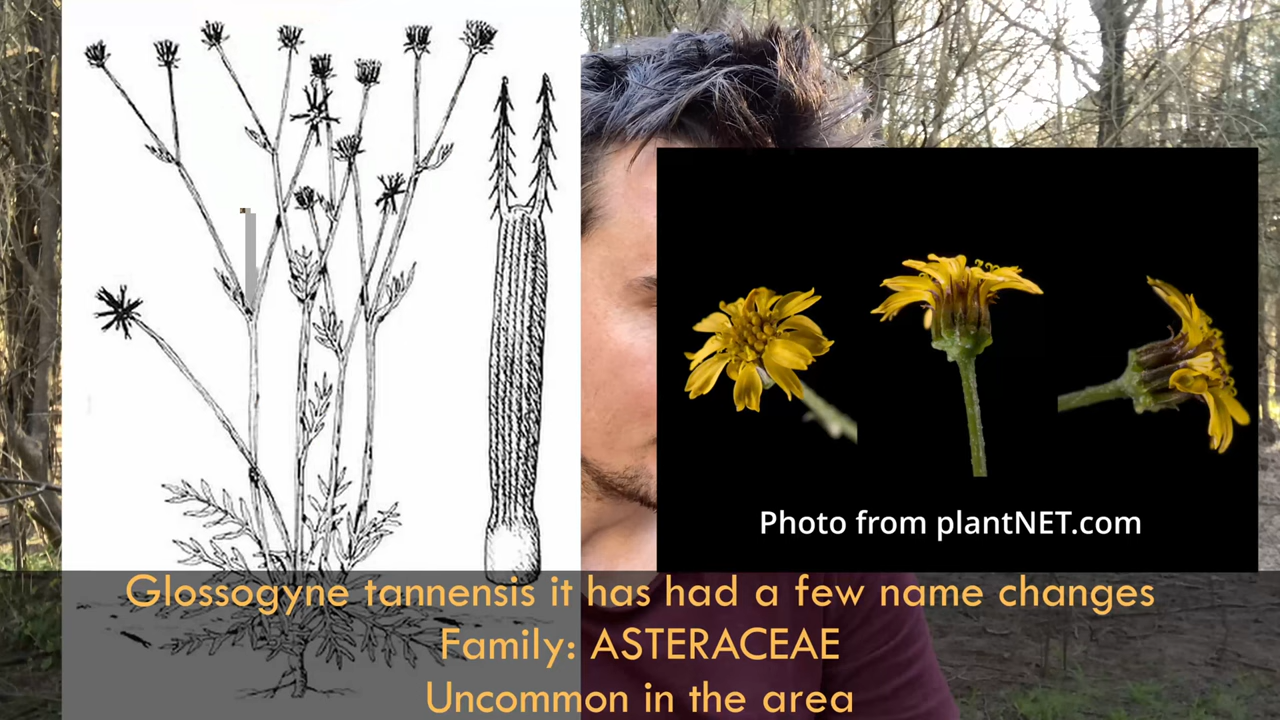 Photo from plantNET.com
Glossogyne tannensis it has had a few name changes
Family: ASTERACEAE
Uncommon in the area